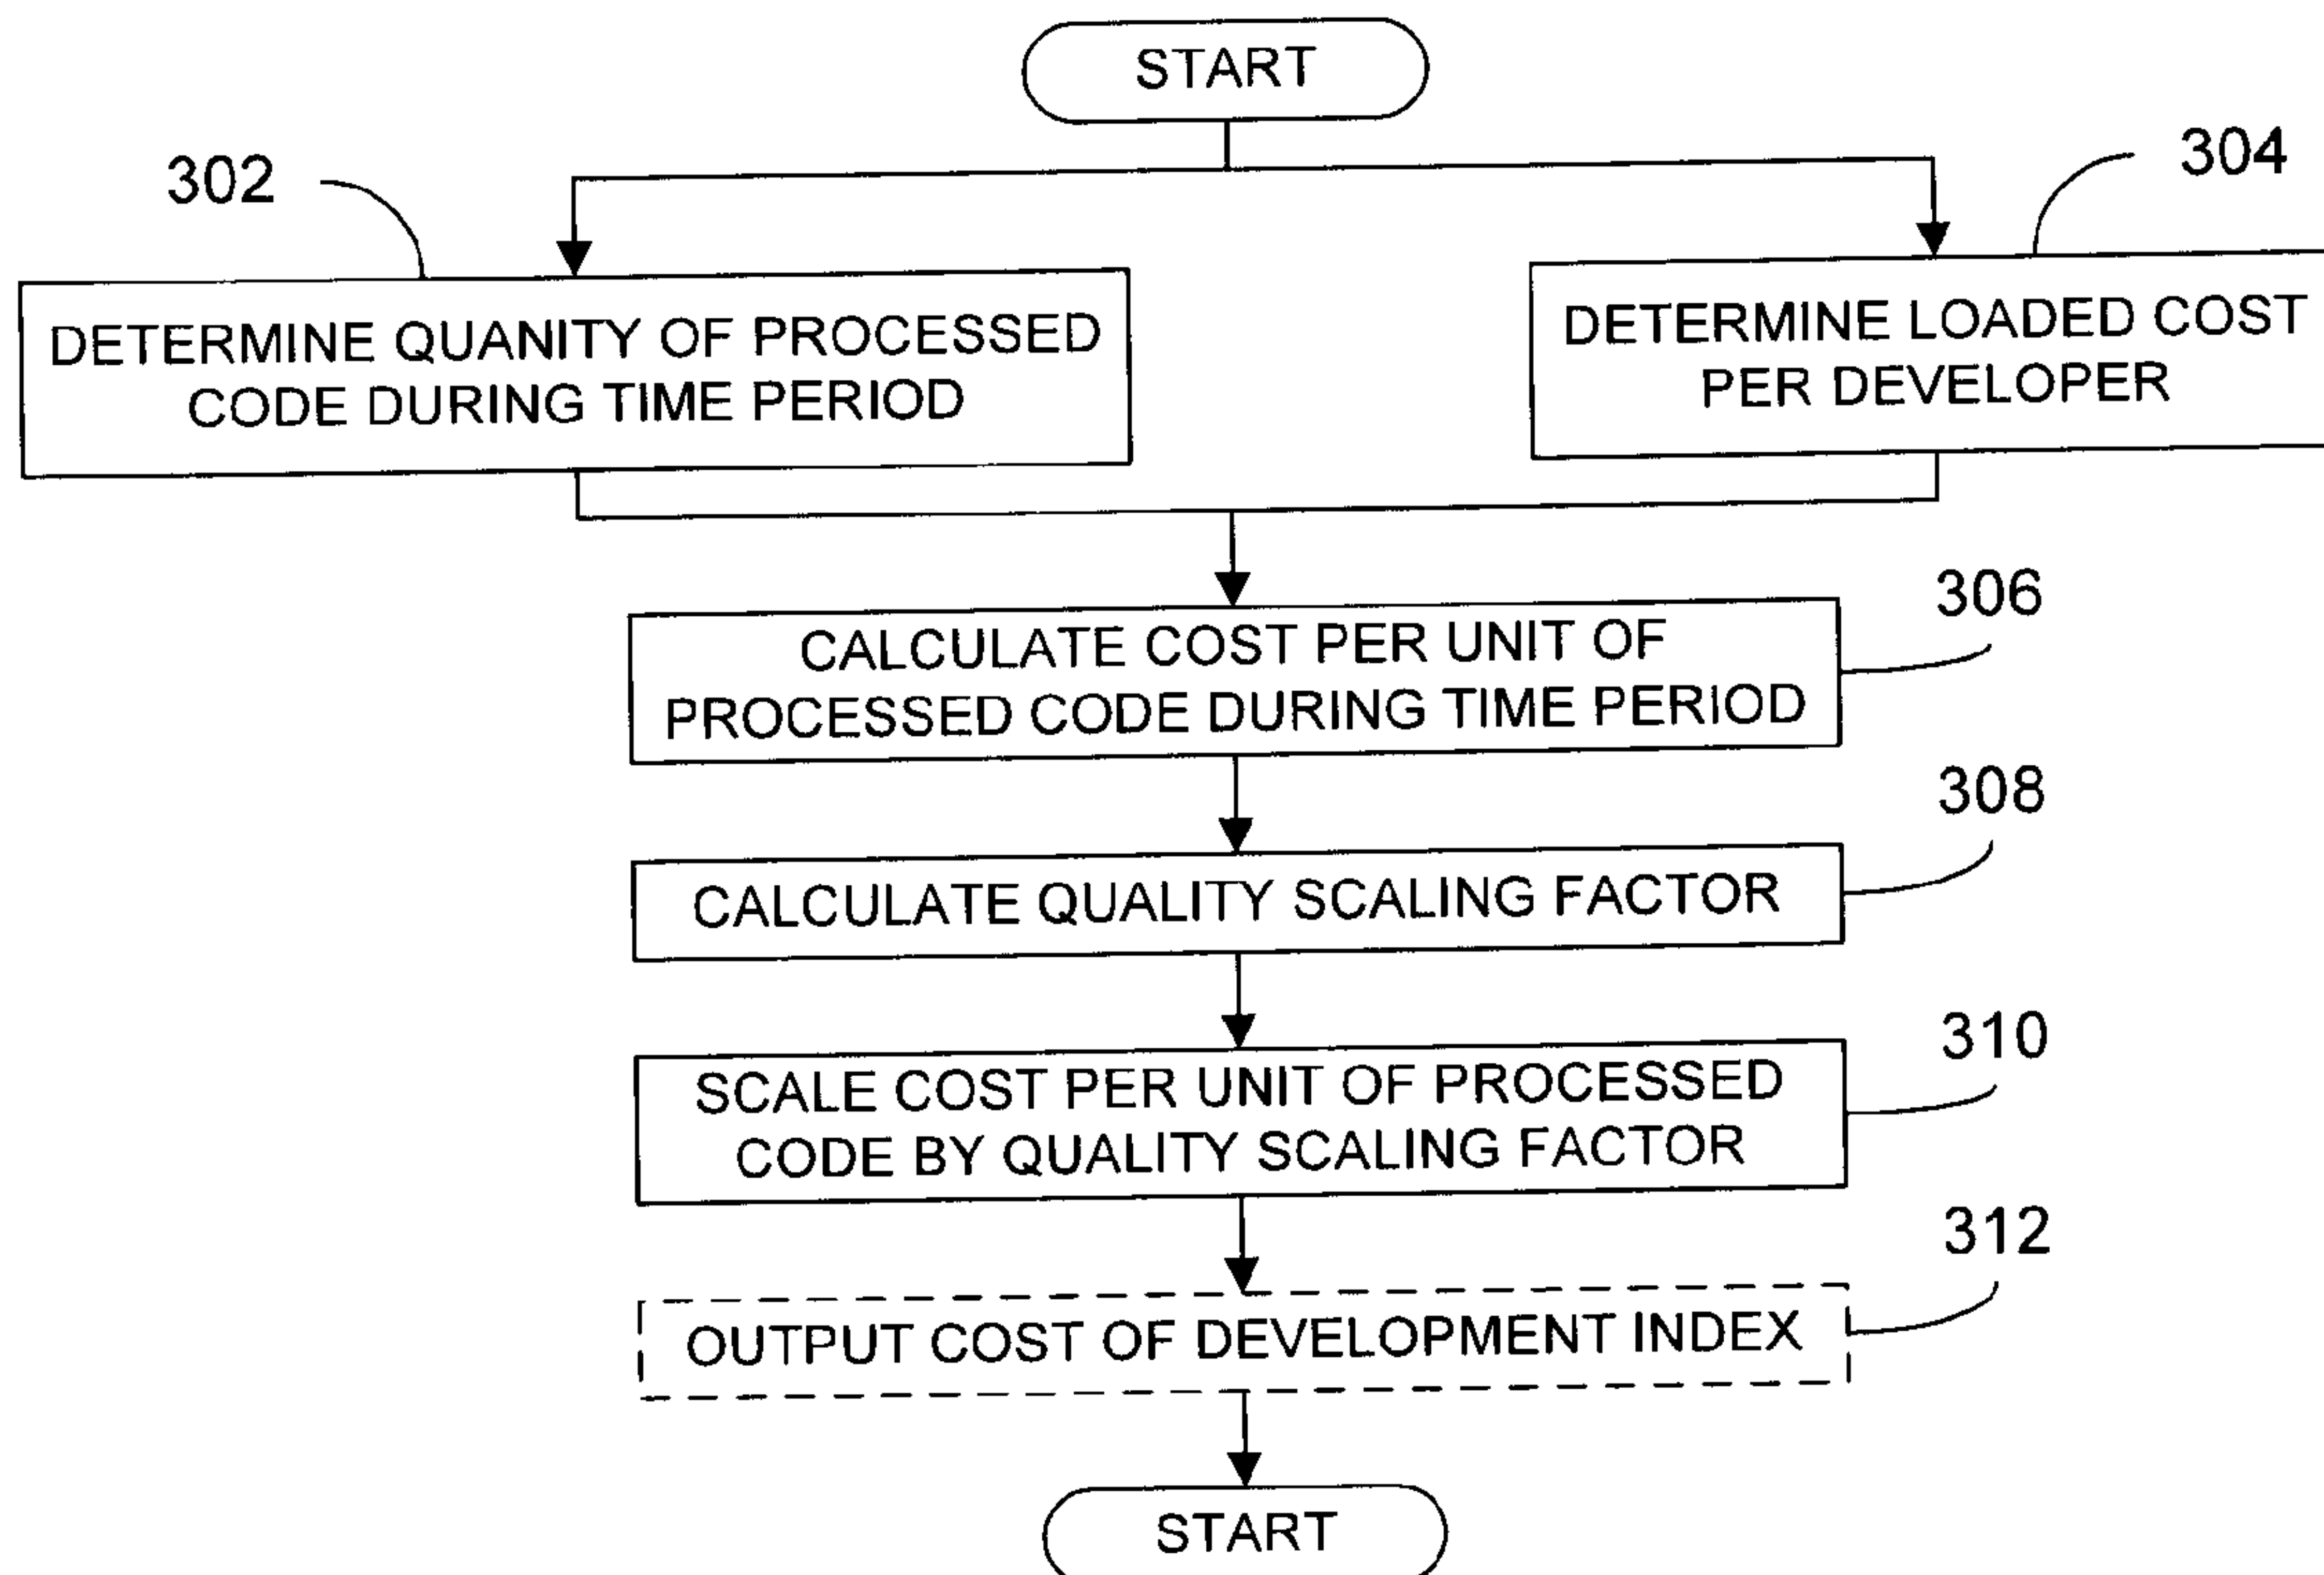 START
302
304
DETERMINE QUANITY OF PROCESSED
CODE DURING TIME PERIOD
DETERMINE LOADED COST
PER DEVELOPER
306
CALCULATE COST PER UNIT OF
PROCESSED CODE DURING TIME PERIOD
308
CALCULATE QUALITY SCALING FACTOR
310
SCALE COST PER UNIT OF PROCESSED
CODE BY QUALITY SCALING FACTOR
312
OUTPUT COST OF DEVELOPMENT INDEX
START